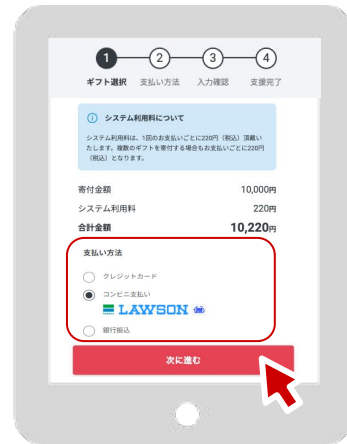 1 2 3 4
ギフト選択 支払い方法 入力確認 支援完了
システム利用料について
システム利用料は、1回のお支払いごとに220円（税込）頂戴い
たします。複数のギフトを寄付する場合もお支払いごとに220円
（税込）となります。
寄付金額 10,000円
システム利用料 220円
合計金額 10,220円
支払い方法
クレジットカード
コンビニ支払い
LAWSON
銀行振込
次に進む